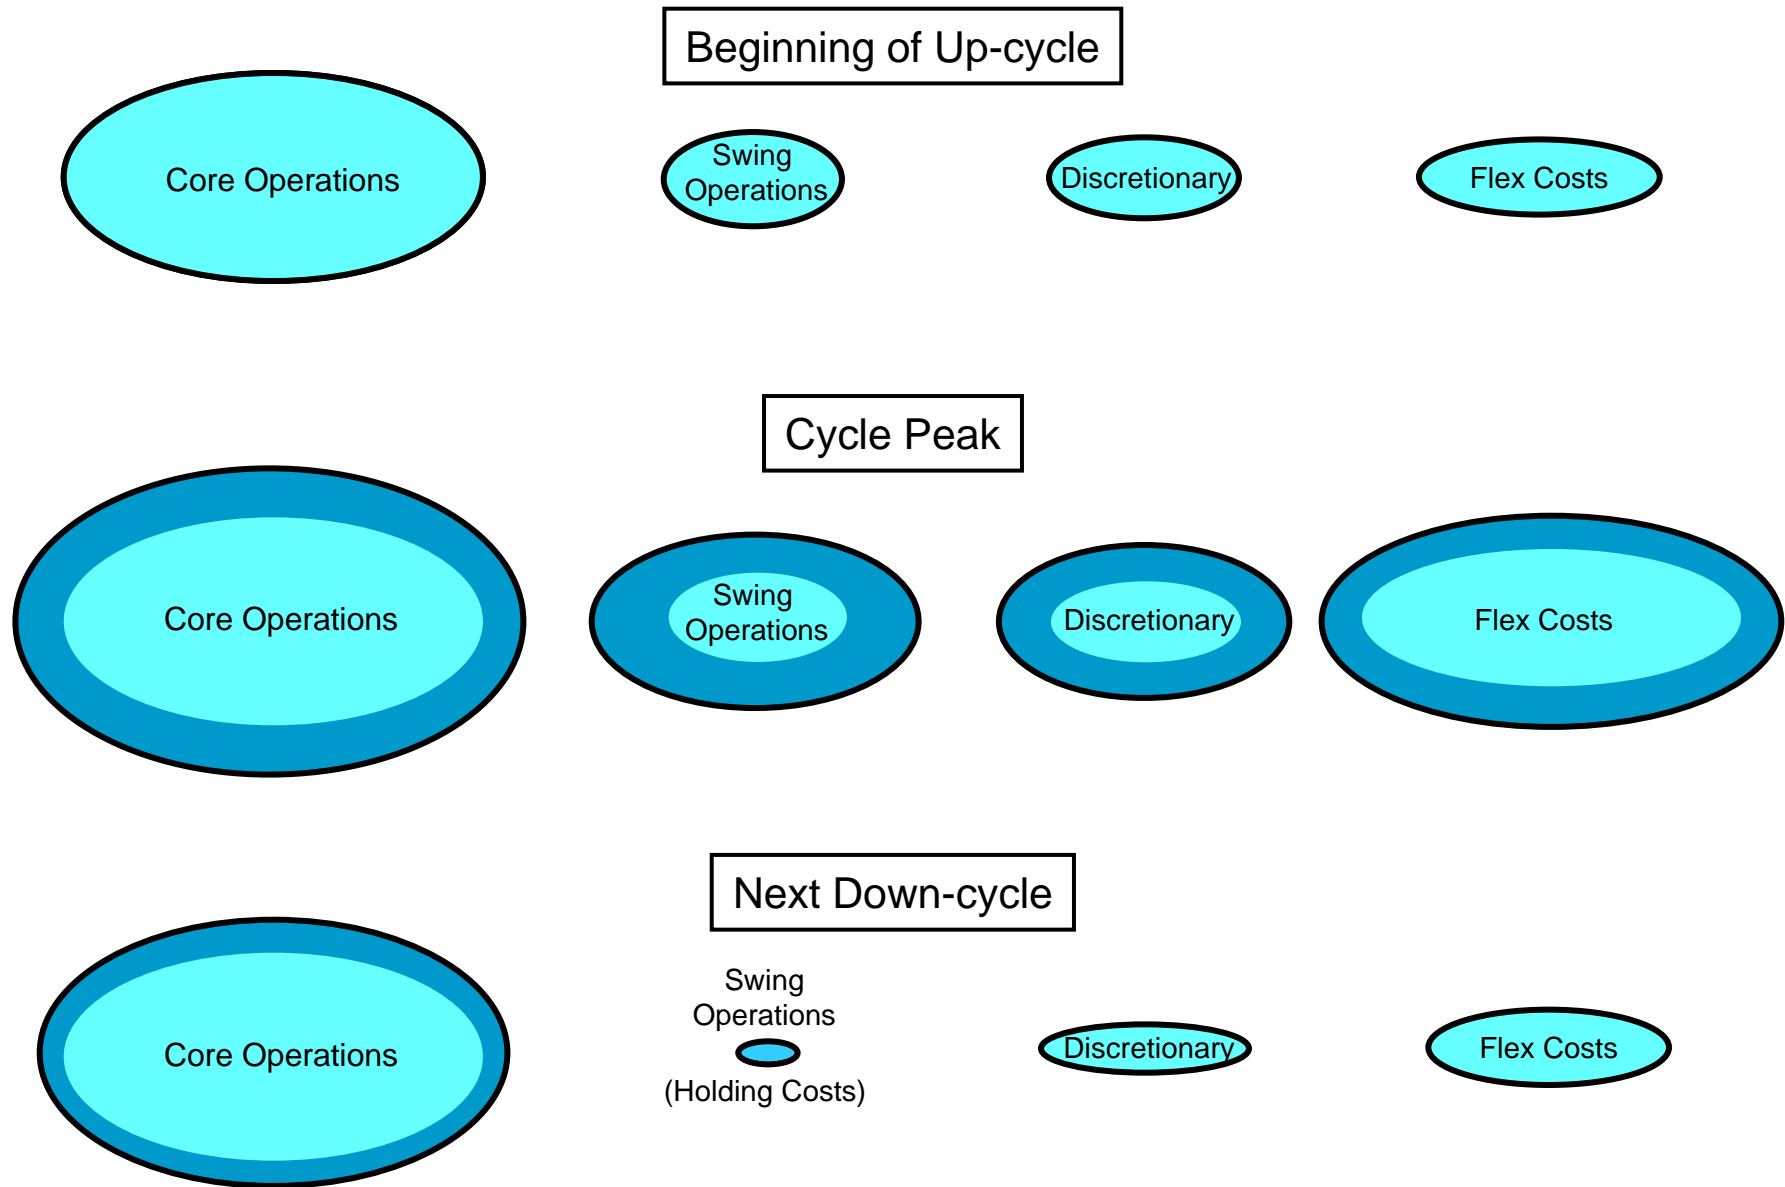 Beginning of Up-cycle
Core Operations
Swing
Operations
Discretionary
Flex Costs
Cycle Peak
Core Operations
Swing
Operations
Discretionary
Flex Costs
Next Down-cycle
Core Operations
Swing
Operations
(Holding Costs)
Discretionary
Flex Costs